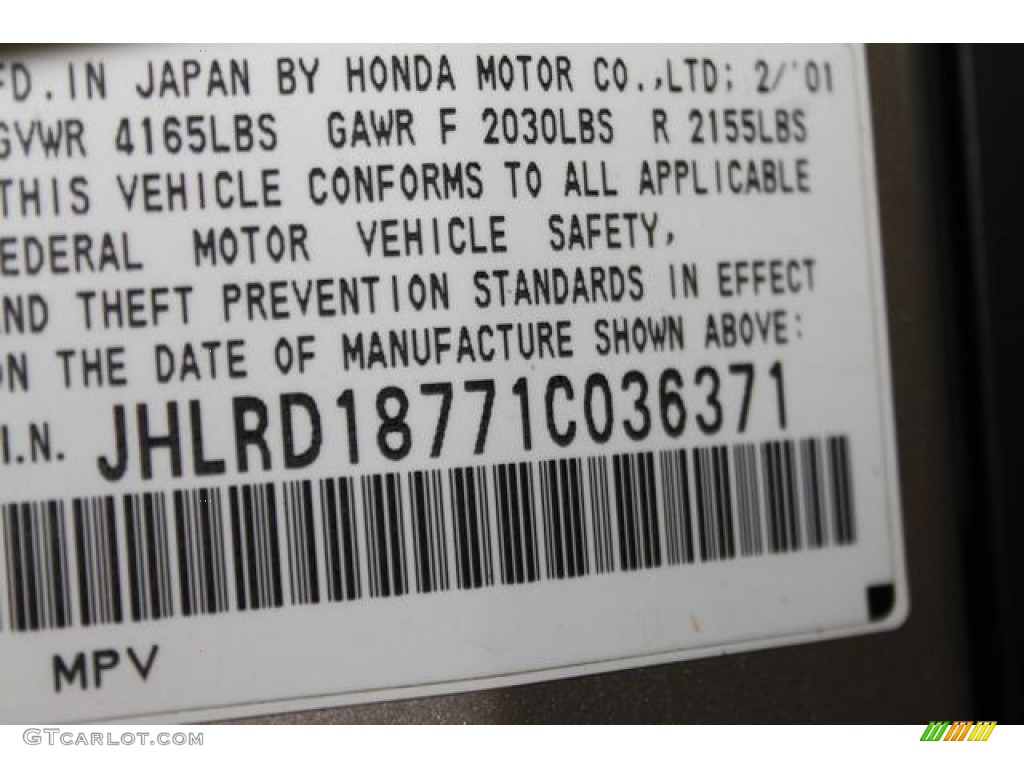 FD. IN JAPAN BY HONDA MOTOR CO.,LTD; 2/'01
GVWR 4165LBS GAWR F 2030LBS R 2155LBS
THIS VEHICLE CONFORMS TO ALL APPLICABLE
EDERAL MOTOR VEHICLE SAFETY,
ND THEFT PREVENTION STANDARDS IN EFFECT
ON THE DATE OF MANUFACTURE SHOWN ABOVE:
I.N. JHLRD18771C036371
MPV
GTCarlot.com